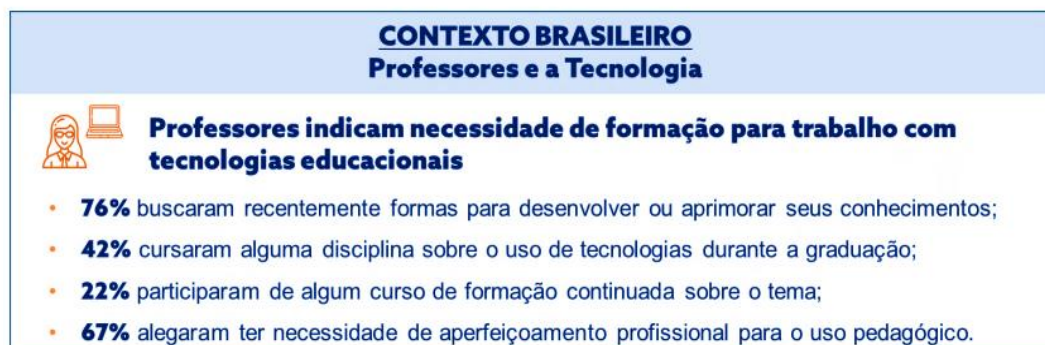 CONTEXTO BRASILEIRO
Professores e a Tecnologia
Professores indicam necessidade de formação para trabalho com
tecnologias educacionais
• 76% buscaram recentemente formas para desenvolver ou aprimorar seus conhecimentos;
• 42% cursaram alguma disciplina sobre o uso de tecnologias durante a graduação;
• 22% participaram de algum curso de formação continuada sobre o tema;
• 67% alegaram ter necessidade de aperfeiçoamento profissional para o uso pedagógico.